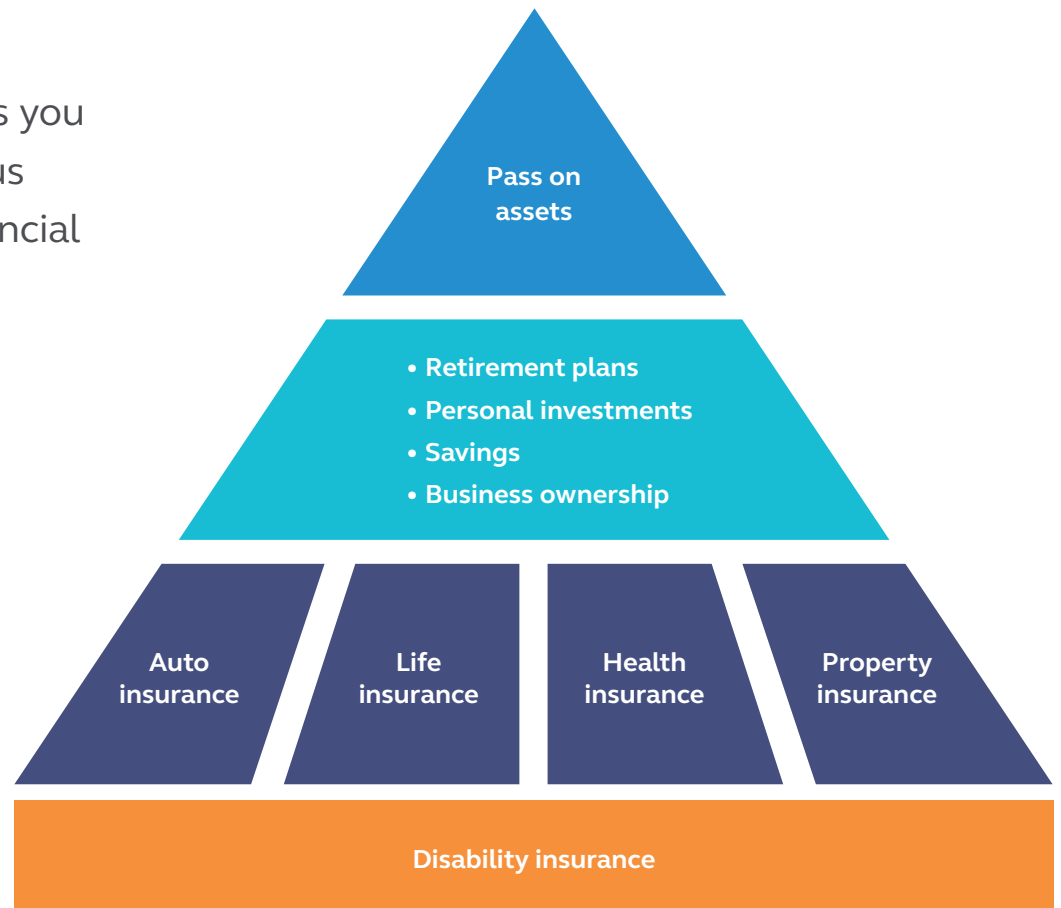 s you
us
ncial
Pass on
assets
• Retirement plans
• Personal investments
• Savings
• Business ownership
Auto
insurance
Life
insurance
Health
insurance
Property
insurance
Disability insurance